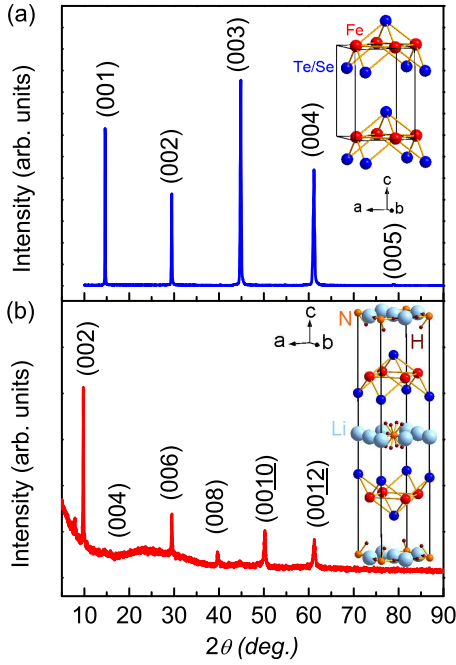 (a)
Intensity (arb. units)
(001)
(002)
(003)
(004)
(005)
Fe
Te/Se
c
a
b
(b)
Intensity (arb. units)
(002)
(004)
(006)
(008)
(0010)
(0012)
c
a
b
N
H
Li
10 20 30 40 50 60 70 80 90
2θ (deg.)